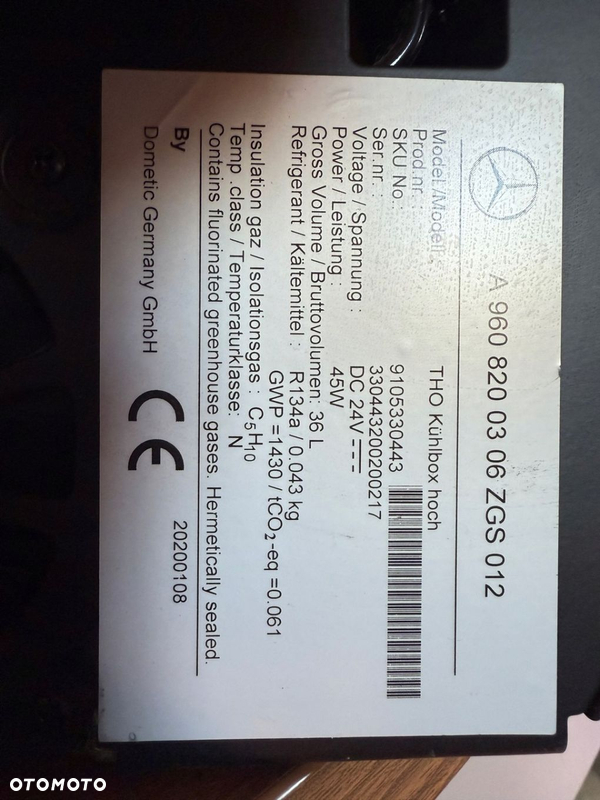 A 960 820 03 06 ZGS 012
Model /Modell : THO Kühlbox hoch
Prod.nr :
SKU No: 9105330443
Ser.nr. : 330443200200217
Voltage / Spannung : DC 24V
Power / Leistung : 45W
Gross Volume / Bruttovolumen: 36 L
Refrigerant / Kältemittel : R134a / 0.043 kg
GWP =1430 / tCO₂-eq =0.061
Insulation gaz / Isolationsgas : C₅H₁₀
Temp .class / Temperaturklasse: N
Contains fluorinated greenhouse gases. Hermetically sealed.
By
Dometic Germany GmbH
CE
20200108
OTOMOTO